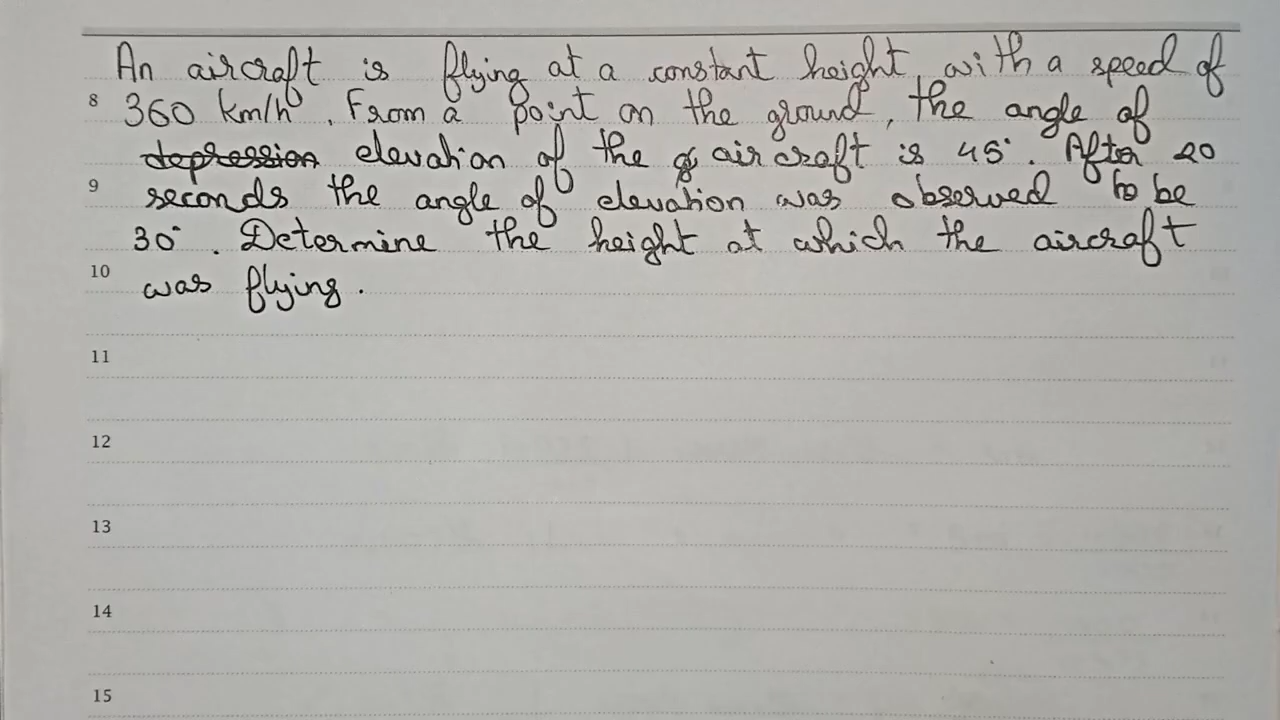 An aircraft is flying at a constant height, with a speed of
8 360 km/h. From a point on the ground, the angle of
depression elevation of the aircraft is 45°. After 20
9 seconds the angle of elevation was observed to be
30°. Determine the height at which the aircraft
10 was flying.
11
12
13
14
15